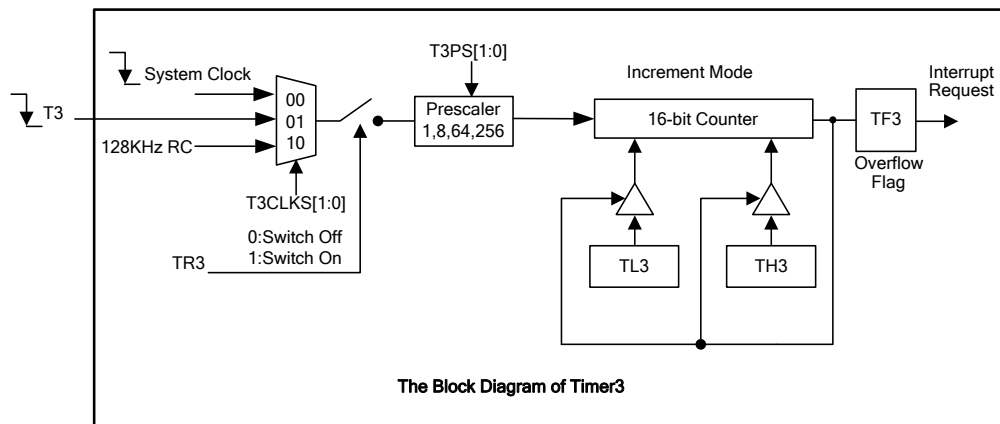 T3PS[1:0]
System Clock
Increment Mode
Interrupt
Request
00
T3
01
Prescaler
1,8,64,256
16-bit Counter
TF3
128KHz RC
10
Overflow
Flag
T3CLKS[1:0]
0:Switch Off
1:Switch On
TR3
TL3
TH3
The Block Diagram of Timer3